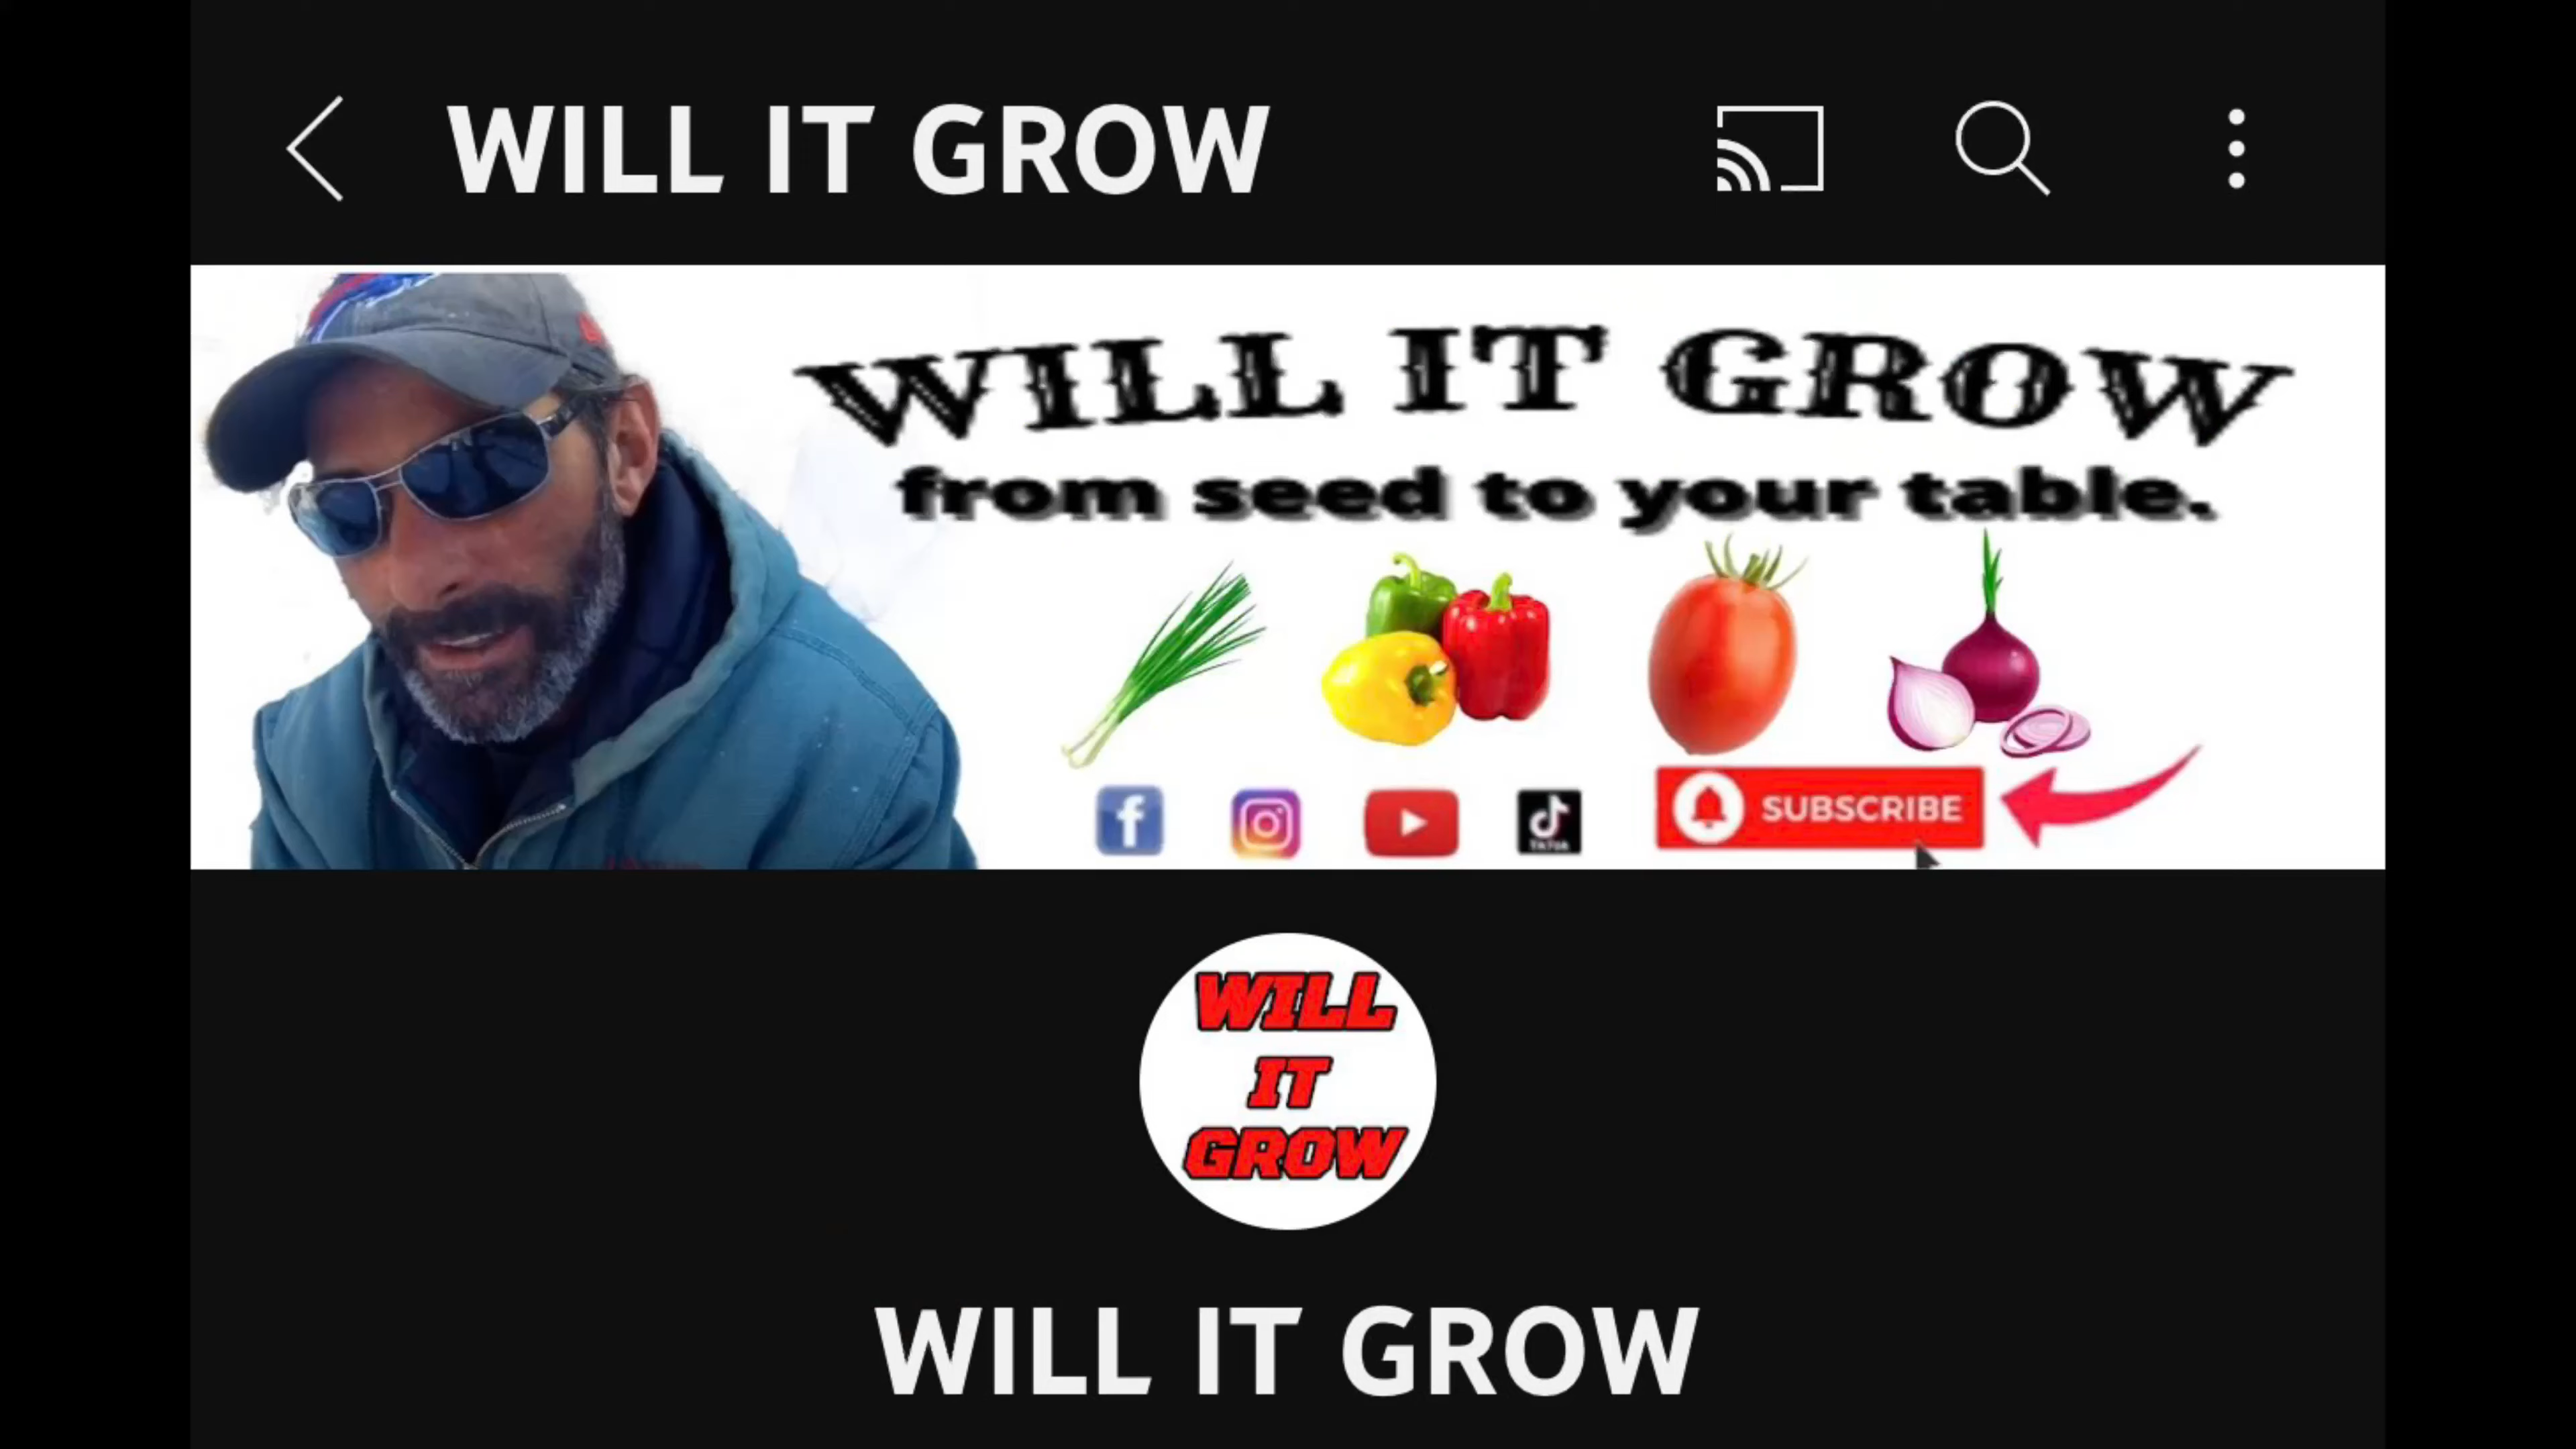 WILL IT GROW
WILL IT GROW
from seed to your table.
SUBSCRIBE
WILL
IT
GROW
WILL IT GROW